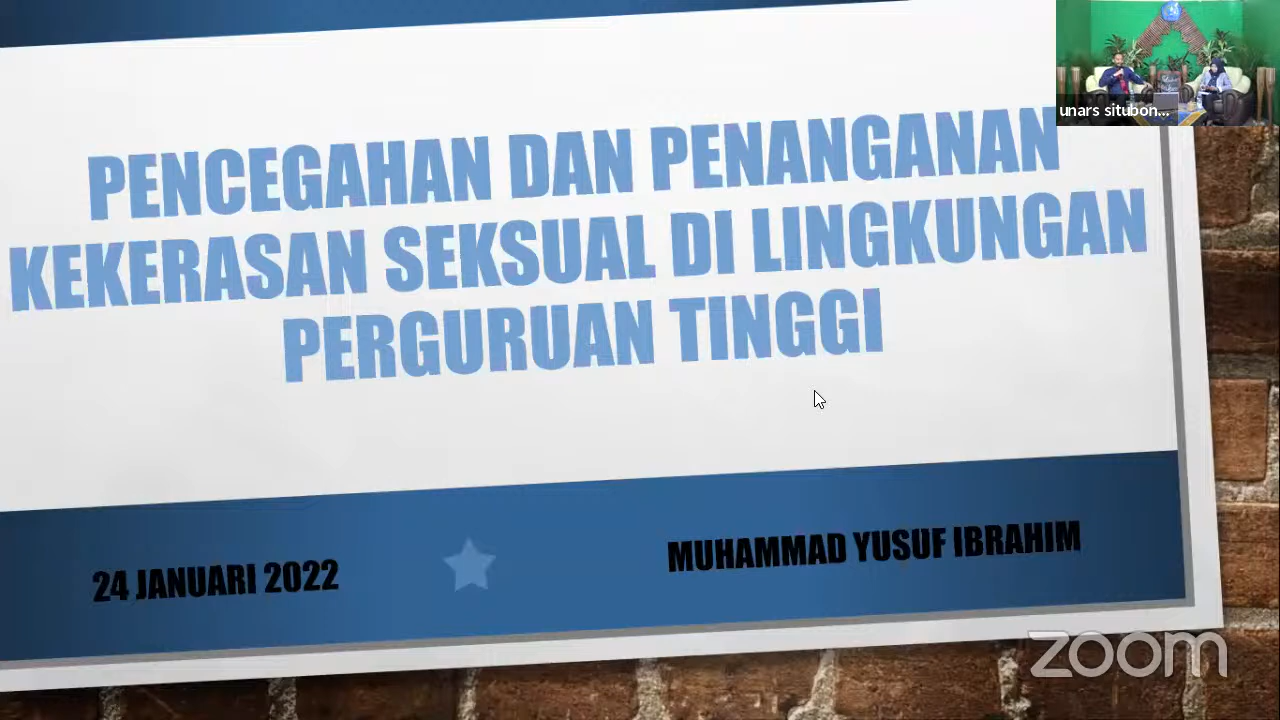 unars situbon...
PENCEGAHAN DAN PENANGANAN
KEKERASAN SEKSUAL DI LINGKUNGAN
PERGURUAN TINGGI
24 JANUARI 2022
MUHAMMAD YUSUF IBRAHIM
zoom